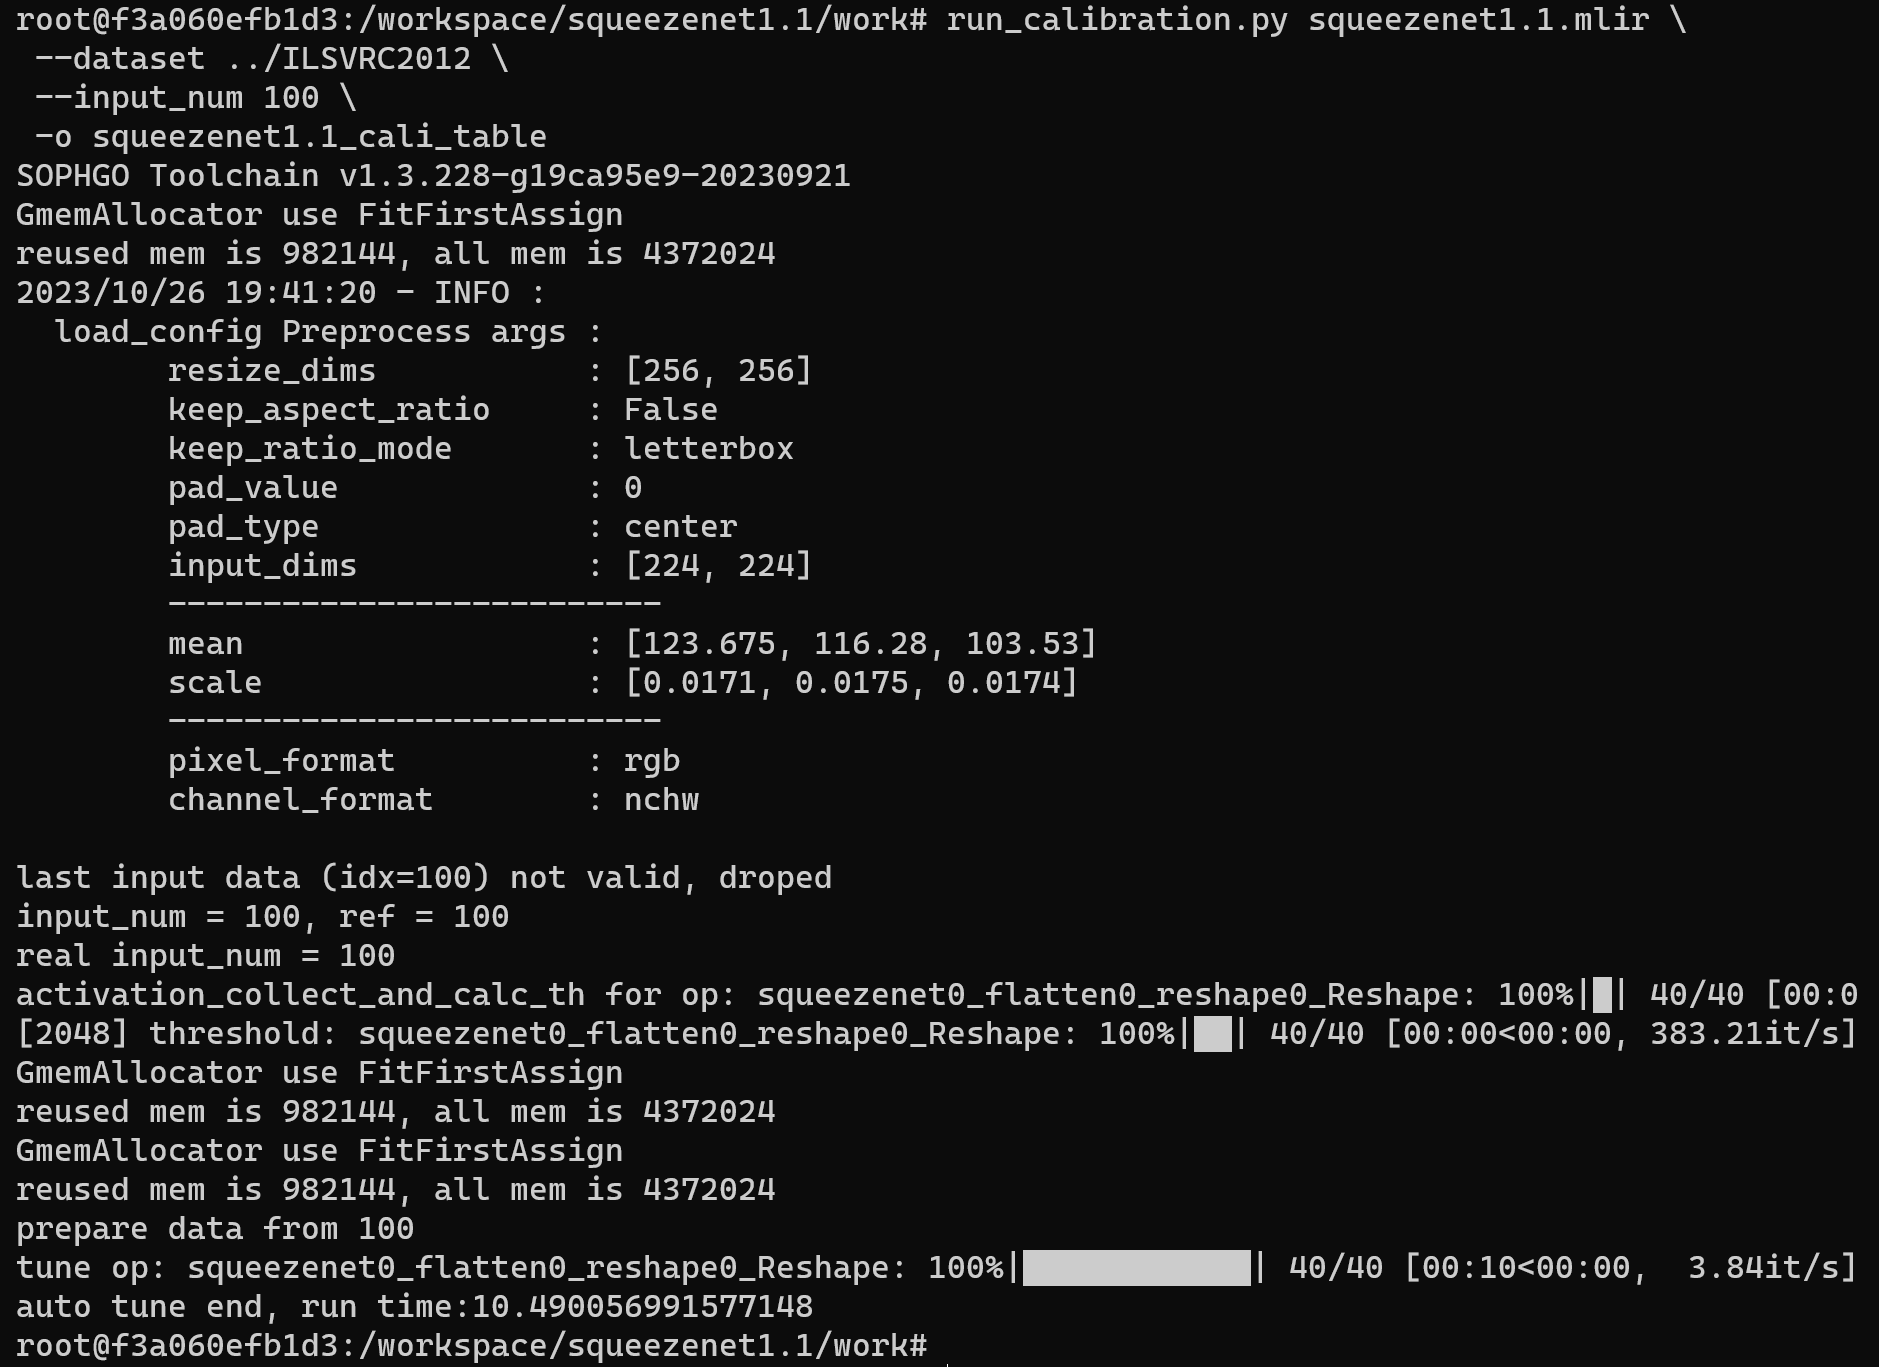 root@f3a060efb1d3:/workspace/squeezenet1.1/work# run_calibration.py squeezenet1.1.mlir \
 --dataset ../ILSVRC2012 \
 --input_num 100 \
 -o squeezenet1.1_cali_table
SOPHGO Toolchain v1.3.228-g19ca95e9-20230921
GmemAllocator use FitFirstAssign
reused mem is 982144, all mem is 4372024
2023/10/26 19:41:20 - INFO :
  load_config Preprocess args :
        resize_dims           : [256, 256]
        keep_aspect_ratio     : False
        keep_ratio_mode       : letterbox
        pad_value             : 0
        pad_type              : center
        input_dims            : [224, 224]
        --------------------------
        mean                  : [123.675, 116.28, 103.53]
        scale                 : [0.0171, 0.0175, 0.0174]
        --------------------------
        pixel_format          : rgb
        channel_format        : nchw

last input data (idx=100) not valid, droped
input_num = 100, ref = 100
real input_num = 100
activation_collect_and_calc_th for op: squeezenet0_flatten0_reshape0_Reshape: 100%|█| 40/40 [00:0
[2048] threshold: squeezenet0_flatten0_reshape0_Reshape: 100%|██| 40/40 [00:00<00:00, 383.21it/s]
GmemAllocator use FitFirstAssign
reused mem is 982144, all mem is 4372024
GmemAllocator use FitFirstAssign
reused mem is 982144, all mem is 4372024
prepare data from 100
tune op: squeezenet0_flatten0_reshape0_Reshape: 100%|████████████| 40/40 [00:10<00:00,  3.84it/s]
auto tune end, run time:10.490056991577148
root@f3a060efb1d3:/workspace/squeezenet1.1/work#